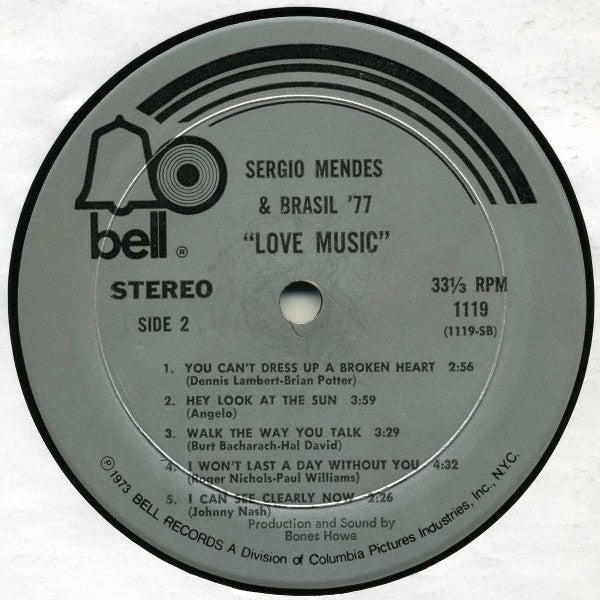 bell ®
SERGIO MENDES
& BRASIL '77
"LOVE MUSIC"
STEREO
SIDE 2
33⅓ RPM
1119
(1119-SB)
1. YOU CAN'T DRESS UP A BROKEN HEART 2:56
(Dennis Lambert-Brian Potter)
2. HEY LOOK AT THE SUN 3:59
(Angelo)
3. WALK THE WAY YOU TALK 3:29
(Burt Bacharach-Hal David)
4. I WON'T LAST A DAY WITHOUT YOU 4:32
(Roger Nichols-Paul Williams)
5. I CAN SEE CLEARLY NOW 2:26
(Johnny Nash)
Production and Sound by
Bones Howe
℗ 1973 BELL RECORDS A Division of Columbia Pictures Industries, Inc., N.Y.C.